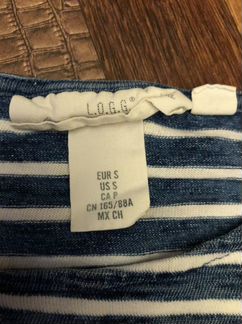 L.O.G.G®
EUR S
US S
CA P
CN 165/88A
MX CH